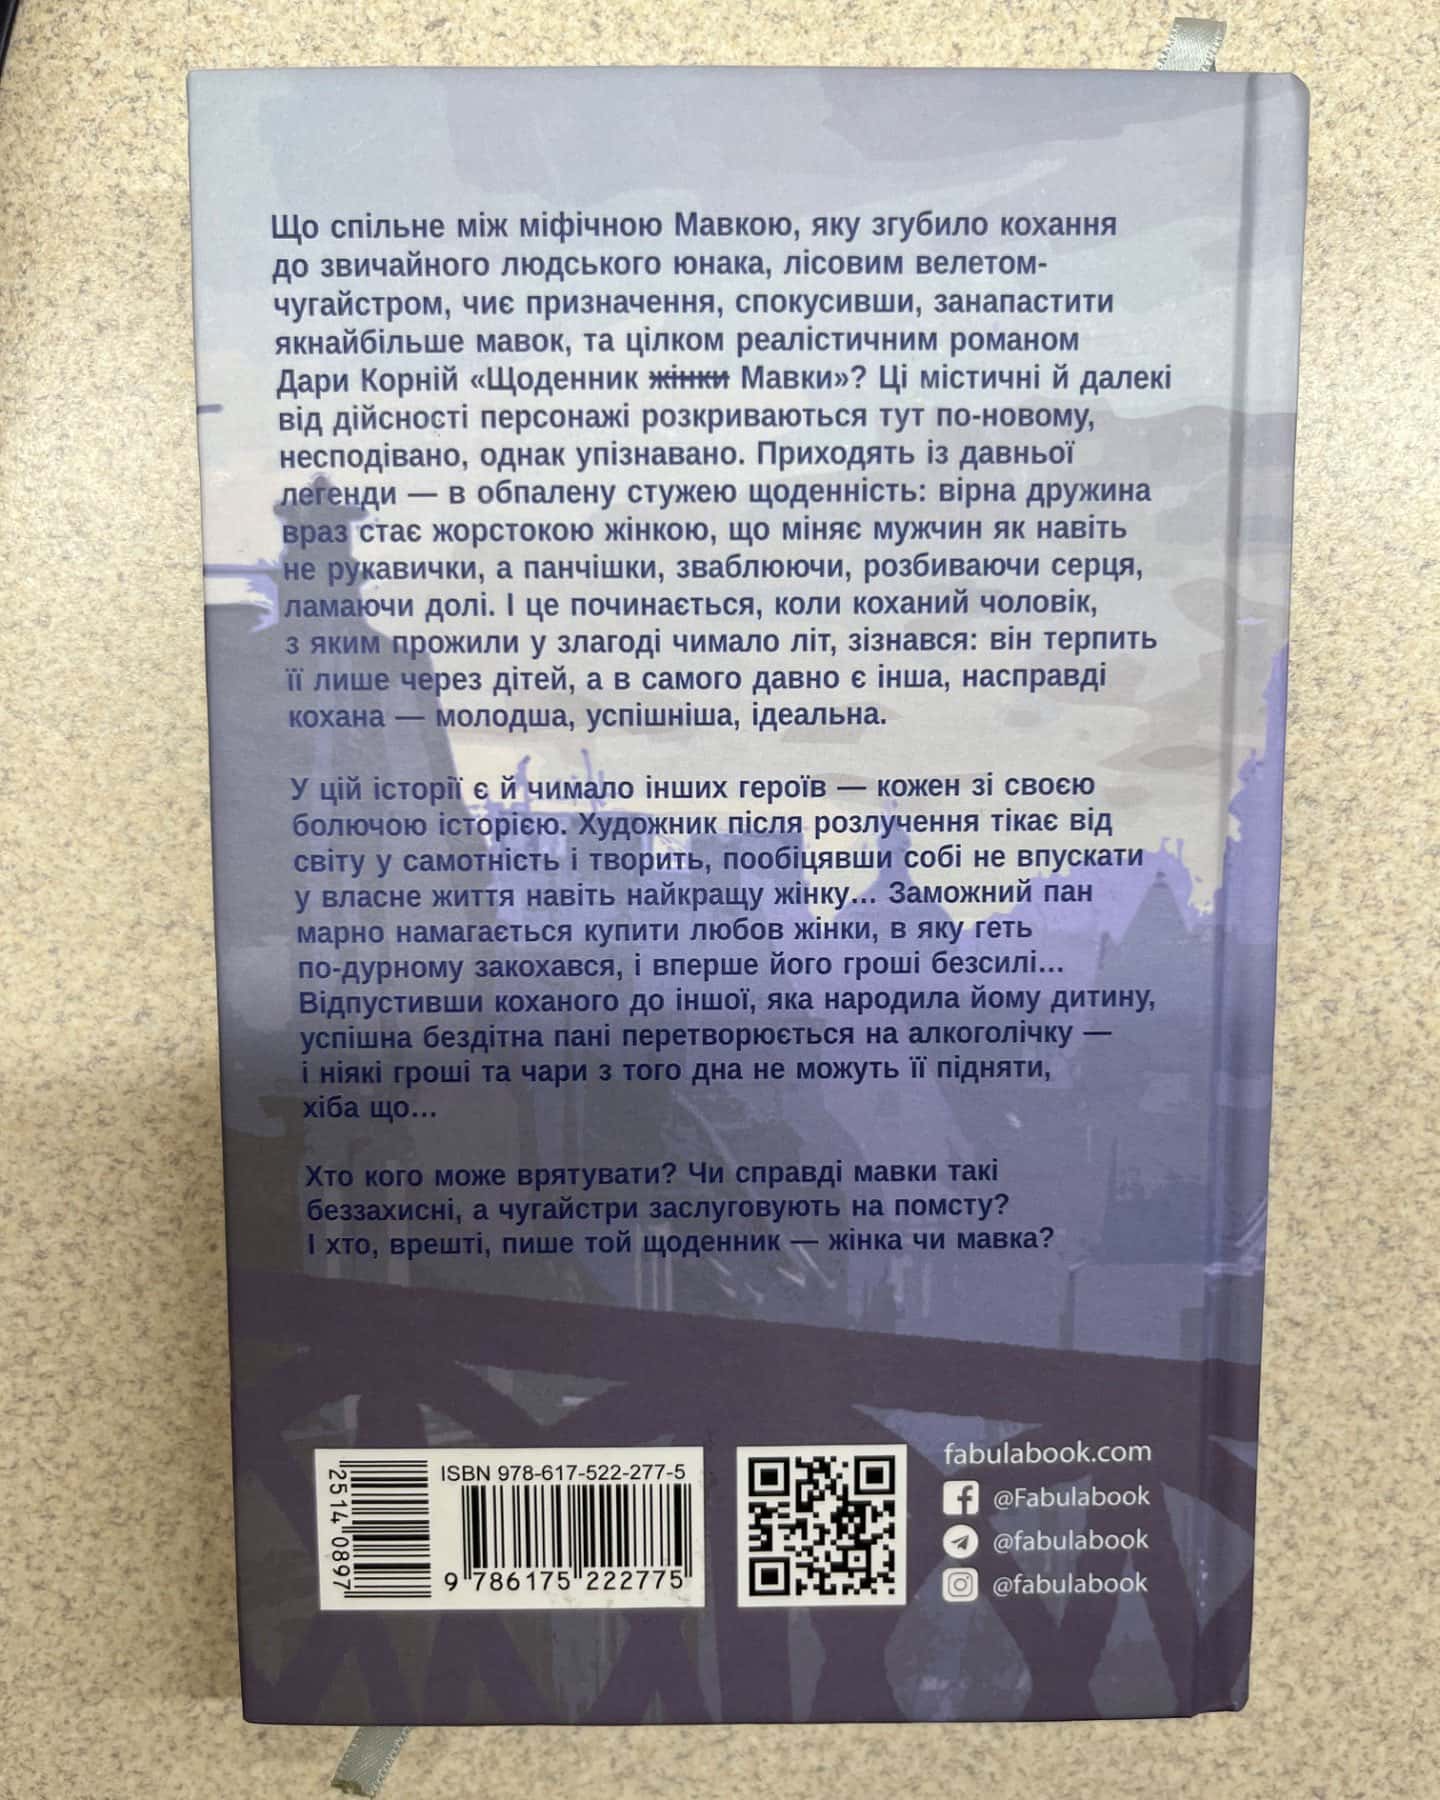 Що спільне між міфічною Мавкою, яку згубило кохання
до звичайного людського юнака, лісовим велетом-
чугайстром, чиє призначення, спокусивши, занапастити
якнайбільше мавок, та цілком реалістичним романом
Дари Корній «Щоденник жінки Мавки»? Ці містичні й далекі
від дійсності персонажі розкриваються тут по-новому,
несподівано, однак упізнавано. Приходять із давньої
легенди — в обпалену стужею щоденність: вірна дружина
враз стає жорстокою жінкою, що міняє мужчин як навіть
не рукавички, а панчішки, зваблюючи, розбиваючи серця,
ламаючи долі. І це починається, коли коханий чоловік,
з яким прожили у злагоді чимало літ, зізнався: він терпить
її лише через дітей, а в самого давно є інша, насправді
кохана — молодша, успішніша, ідеальна.
У цій історії є й чимало інших героїв — кожен зі своєю
болючою історією. Художник після розлучення тікає від
світу у самотність і творить, пообіцявши собі не впускати
у власне життя навіть найкращу жінку... Заможний пан
марно намагається купити любов жінки, в яку геть
по-дурному закохався, і вперше його гроші безсилі...
Відпустивши коханого до іншої, яка народила йому дитину,
успішна бездітна пані перетворюється на алкоголічку —
і ніякі гроші та чари з того дна не можуть її підняти,
хіба що...
Хто кого може врятувати? Чи справді мавки такі
беззахисні, а чугайстри заслуговують на помсту?
І хто, врешті, пише той щоденник — жінка чи мавка?
2514 0897
ISBN 978-617-522-277-5
9 786175 222775
fabulabook.com
@Fabulabook
@fabulabook
@fabulabook